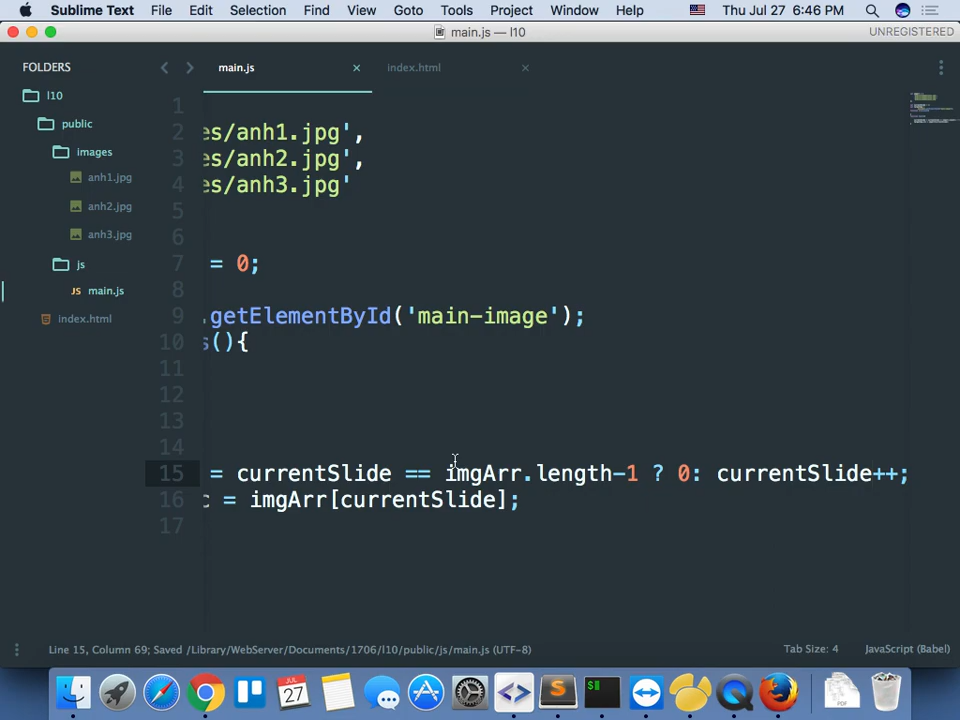 Sublime Text File Edit Selection Find View Goto Tools Project Window Help Thu Jul 27 6:46 PM
main.js — l10 UNREGISTERED
FOLDERS
l10
public
images
anh1.jpg
anh2.jpg
anh3.jpg
js
main.js
index.html
main.js index.html
1
2 es/anh1.jpg',
3 es/anh2.jpg',
4 es/anh3.jpg'
5
6
7 = 0;
8
9 .getElementById('main-image');
10 s(){
11
12
13
14
15 = currentSlide == imgArr.length-1 ? 0: currentSlide++;
16 c = imgArr[currentSlide];
17
Line 15, Column 69; Saved /Library/WebServer/Documents/1706/l10/public/js/main.js (UTF-8) Tab Size: 4 JavaScript (Babel)
JUL
27
PDF